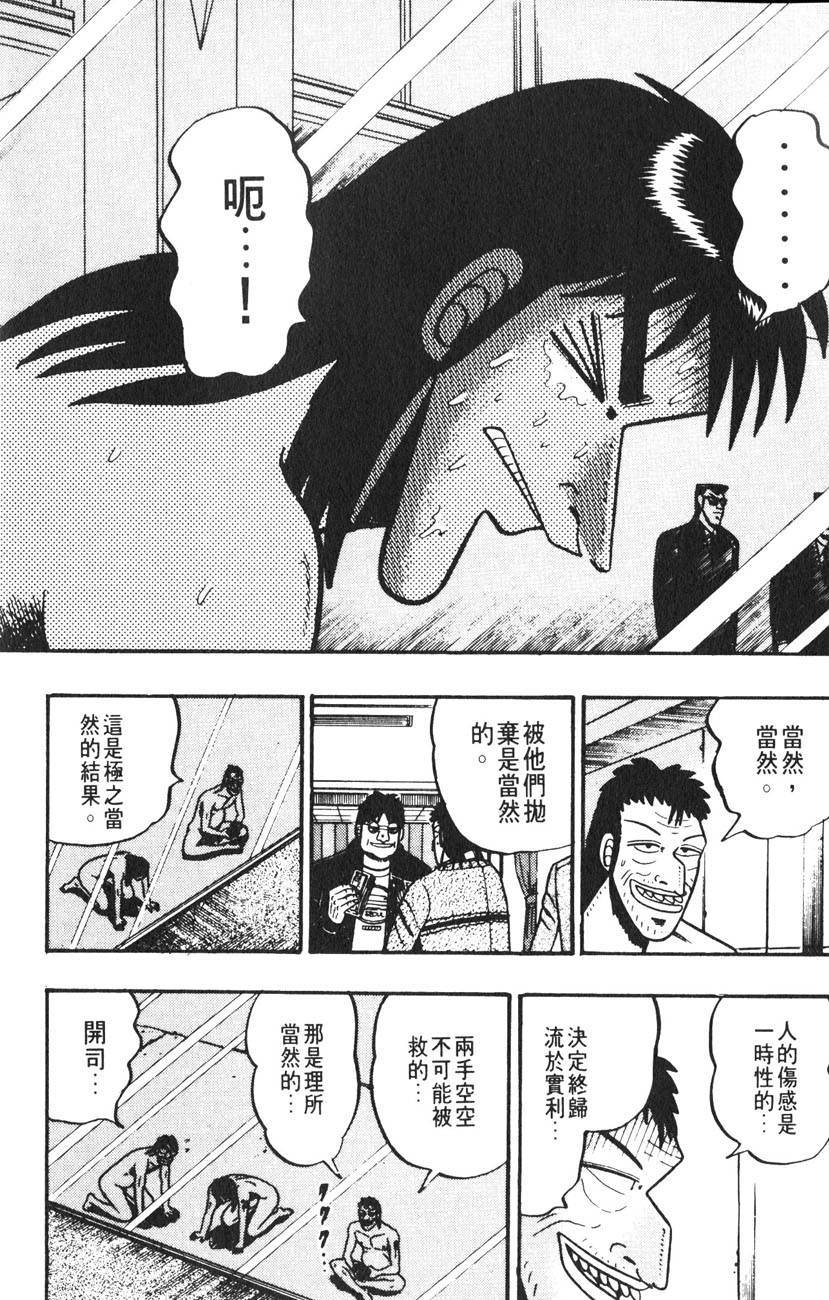 ………
呃…！
當然，
當然。
被他們拋
棄是當然
的。
這是極之當
然的結果。
人的傷感是
一時性的…
決定終歸
流於實利…
兩手空空
不可能被
救的…
那是理所
當然的…
ククク…
開司…